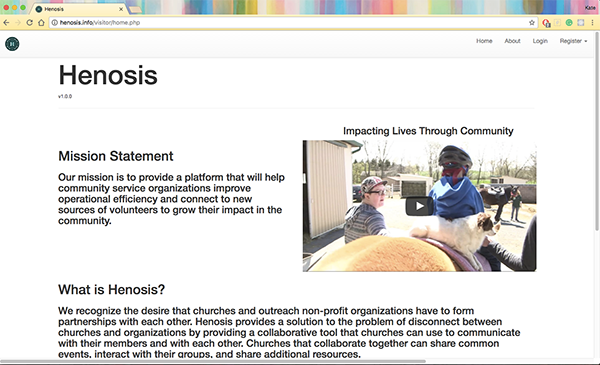 Henosis
Kate
henosis.info/visitor/home.php
H
Home About Login Register
Henosis
v1.0.0
Impacting Lives Through Community
Mission Statement
Our mission is to provide a platform that will help
community service organizations improve
operational efficiency and connect to new
sources of volunteers to grow their impact in the
community.
What is Henosis?
We recognize the desire that churches and outreach non-profit organizations have to form
partnerships with each other. Henosis provides a solution to the problem of disconnect between
churches and organizations by providing a collaborative tool that churches can use to communicate
with their members and with each other. Churches that collaborate together can share common
events, interact with their groups, and share additional resources.